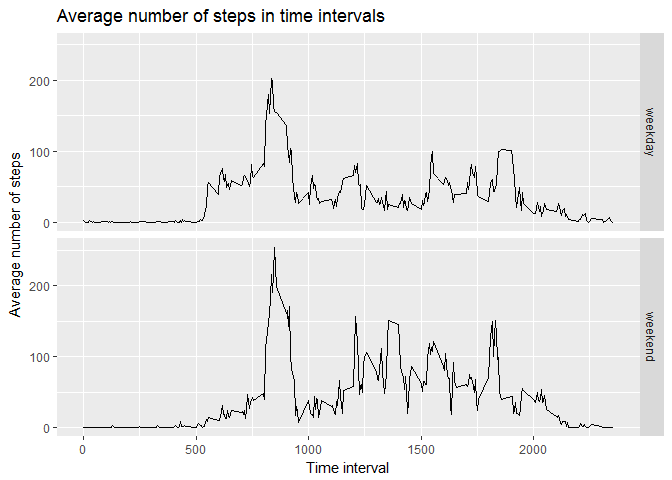 Average number of steps in time intervals
Average number of steps
200
100
0
weekday
200
100
0
weekend
0
500
1000
1500
2000
Time interval